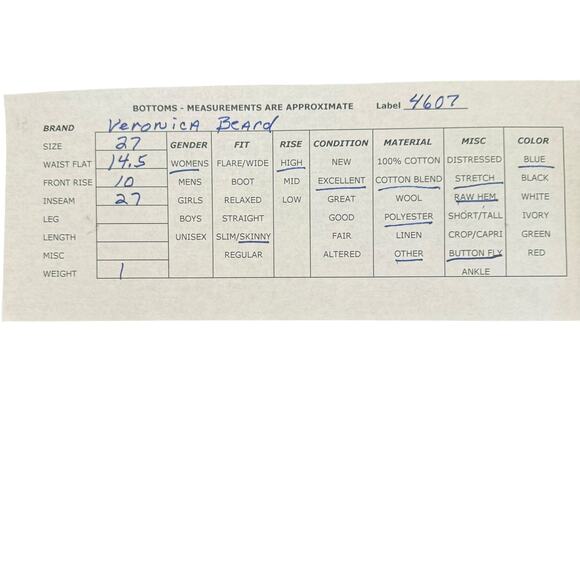 BOTTOMS - MEASUREMENTS ARE APPROXIMATE Label 4607
BRAND Veronica Beard
SIZE 27 GENDER FIT RISE CONDITION MATERIAL MISC COLOR
WAIST FLAT 14.5 WOMENS FLARE/WIDE HIGH NEW 100% COTTON DISTRESSED BLUE
FRONT RISE 10 MENS BOOT MID EXCELLENT COTTON BLEND STRETCH BLACK
INSEAM 27 GIRLS RELAXED LOW GREAT WOOL RAW HEM WHITE
LEG BOYS STRAIGHT GOOD POLYESTER SHORT/TALL IVORY
LENGTH UNISEX SLIM/SKINNY FAIR LINEN CROP/CAPRI GREEN
MISC REGULAR ALTERED OTHER BUTTON FLY RED
WEIGHT 1 ANKLE